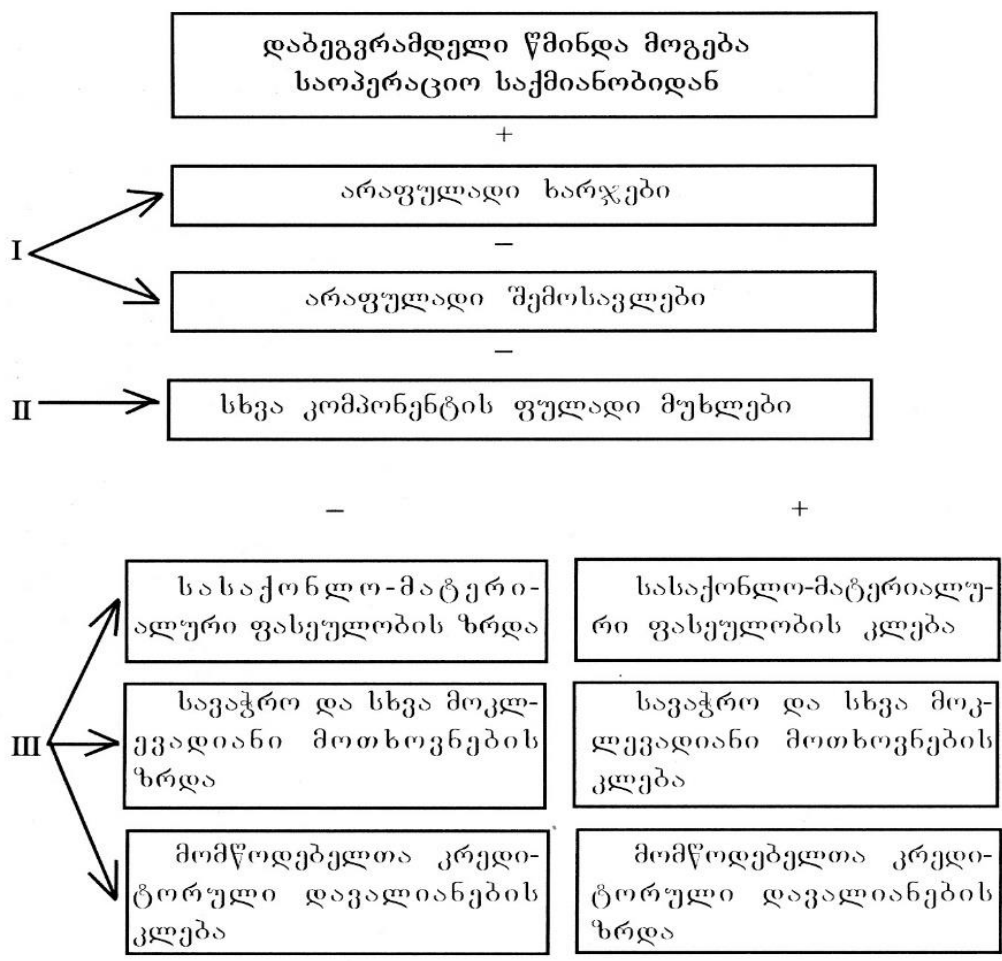 დაბეგვრამდელი წმინდა მოგება
საოპერაციო საქმიანობიდან
+
I
არაფულადი ხარჯები
−
არაფულადი შემოსავლები
−
II
სხვა კომპონენტის ფულადი მუხლები
−
+
III
სასაქონლო-მატერი-
ალური ფასეულობის ზრდა
სასაქონლო-მატერიალუ-
რი ფასეულობის კლება
სავაჭრო და სხვა მოკლ-
ევადიანი მოთხოვნების
ზრდა
სავაჭრო და სხვა მოკ-
ლევადიანი მოთხოვნების
კლება
მომწოდებელთა კრედი-
ტორული დავალიანების
კლება
მომწოდებელთა კრედი-
ტორული დავალიანების
ზრდა